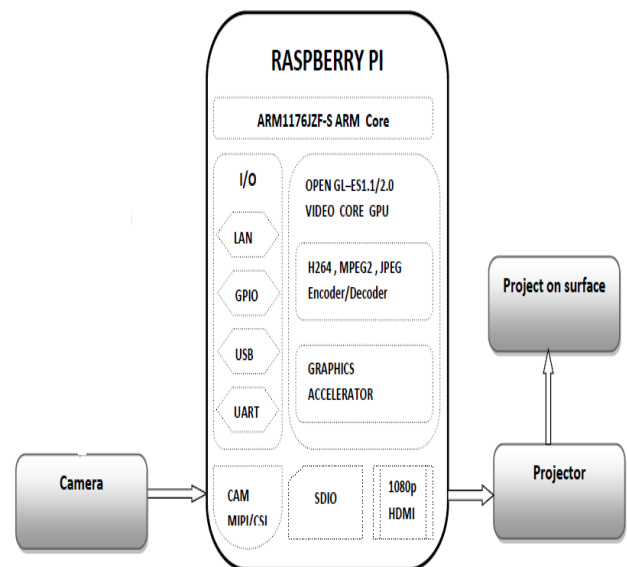 RASPBERRY PI
ARM1176JZF-S ARM Core
I/O
LAN
GPIO
USB
UART
OPEN GL–ES1.1/2.0
VIDEO CORE GPU
H264 , MPEG2 , JPEG
Encoder/Decoder
GRAPHICS
ACCELERATOR
CAM
MIPI/CSI
SDIO
1080p
HDMI
Camera
Projector
Project on surface